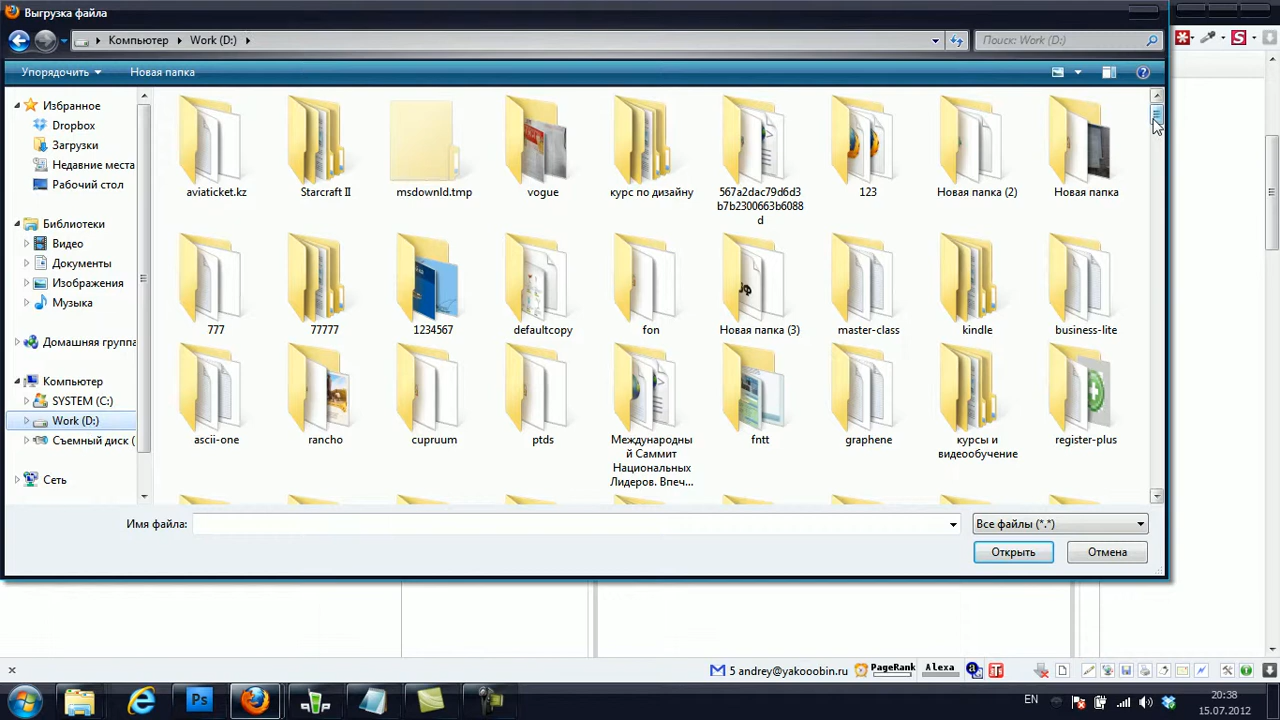 Выгрузка файла
Компьютер
Work (D:)
Поиск: Work (D:)
Упорядочить
Новая папка
Избранное
Dropbox
Загрузки
Недавние места
Рабочий стол
Библиотеки
Видео
Документы
Изображения
Музыка
Домашняя группа
Компьютер
SYSTEM (C:)
Work (D:)
Съемный диск (
Сеть
aviaticket.kz
Starcraft II
msdownld.tmp
vogue
курс по дизайну
567a2dac79d6d3
b7b2300663b6088
d
123
Новая папка (2)
Новая папка
777
77777
1234567
defaultcopy
fon
Новая папка (3)
master-class
kindle
business-lite
ascii-one
rancho
cupruum
ptds
Международны
й Саммит
Национальных
Лидеров. Впеч...
fntt
graphene
курсы и
видеообучение
register-plus
Имя файла:
Все файлы (*.*)
Открыть
Отмена
5 andrey@yakooobin.ru
PageRank
Alexa
Ps
EN
20:38
15.07.2012